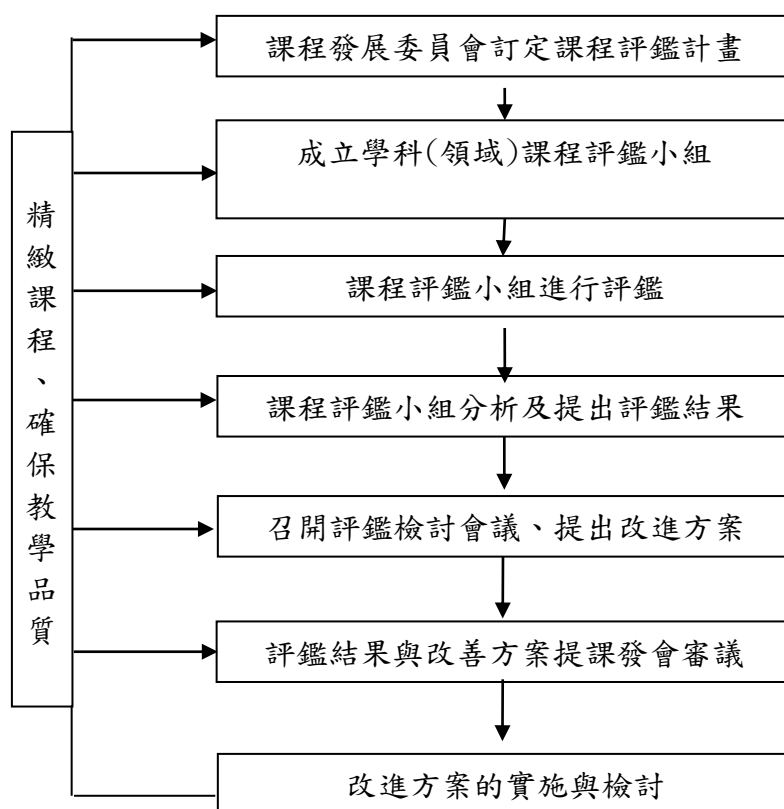 課程發展委員會訂定課程評鑑計畫
成立學科(領域)課程評鑑小組
課程評鑑小組進行評鑑
課程評鑑小組分析及提出評鑑結果
召開評鑑檢討會議、提出改進方案
評鑑結果與改善方案提課發會審議
改進方案的實施與檢討
精緻課程、確保教學品質